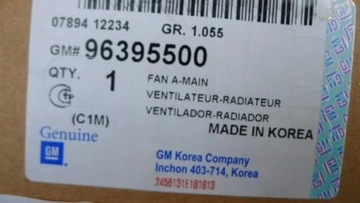 07894 12234 GR. 1.055
GM# 96395500
QTY. 1 FAN A-MAIN
VENTILATEUR-RADIATEUR
VENTILADOR-RADIADOR
(C1M) MADE IN KOREA
Genuine
GM
GM Korea Company
Inchon 403-714, Korea